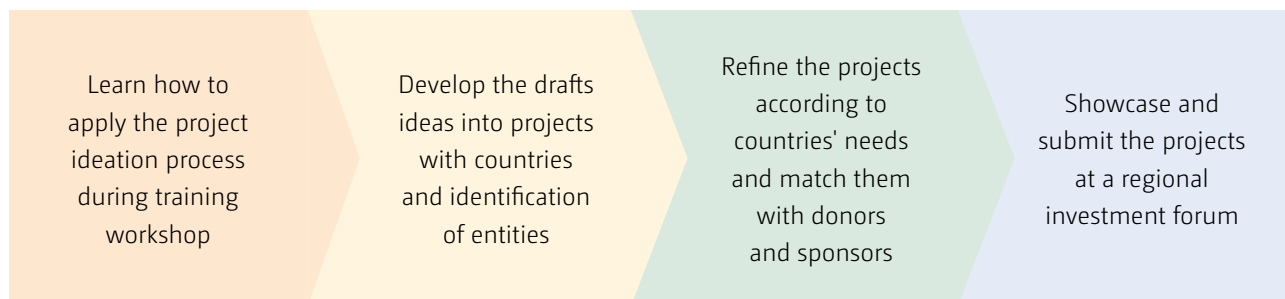 Learn how to
apply the project
ideation process
during training
workshop
Develop the drafts
ideas into projects
with countries
and identification
of entities
Refine the projects
according to
countries' needs
and match them
with donors
and sponsors
Showcase and
submit the projects
at a regional
investment forum